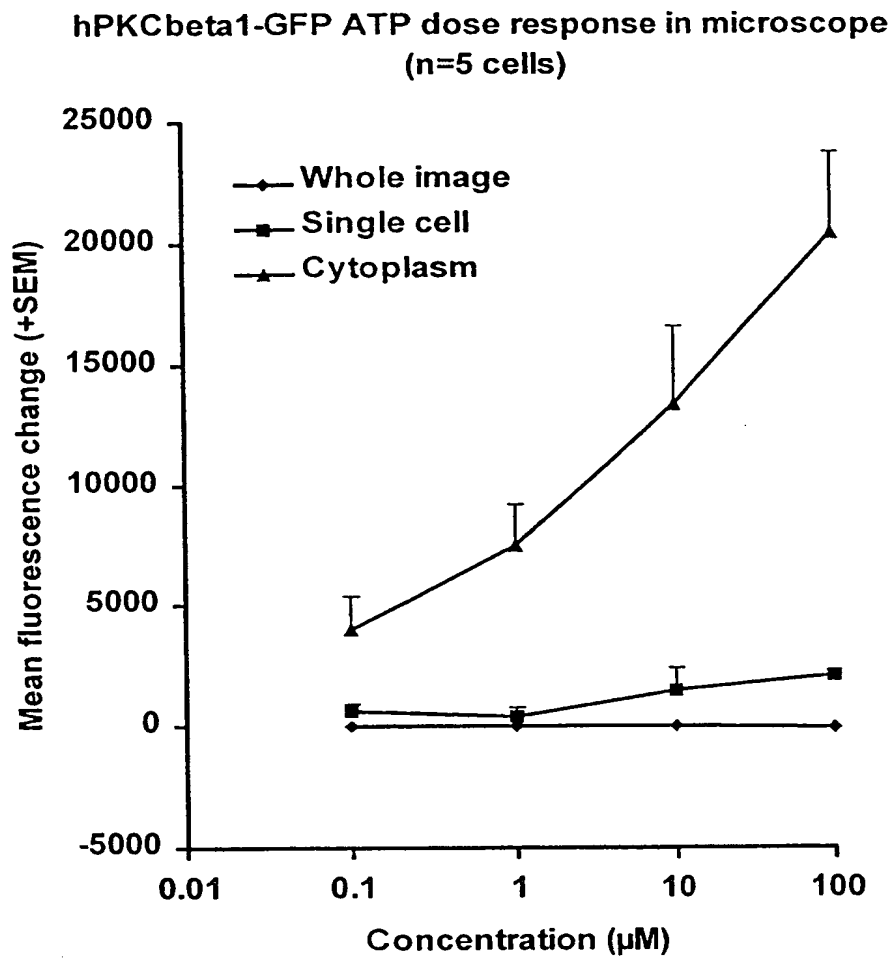 hPKCbeta1-GFP ATP dose response in microscope
(n=5 cells)
25000
20000
15000
10000
5000
0
-5000
Mean fluorescence change (+SEM)
Whole image
Single cell
Cytoplasm
0.01 0.1 1 10 100
Concentration (µM)